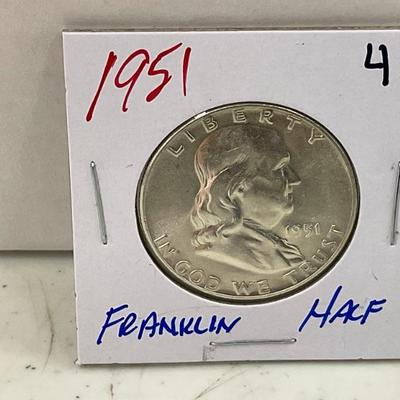 1951 4
LIBERTY
1951
IN GOD WE TRUST
FRANKLIN HALF